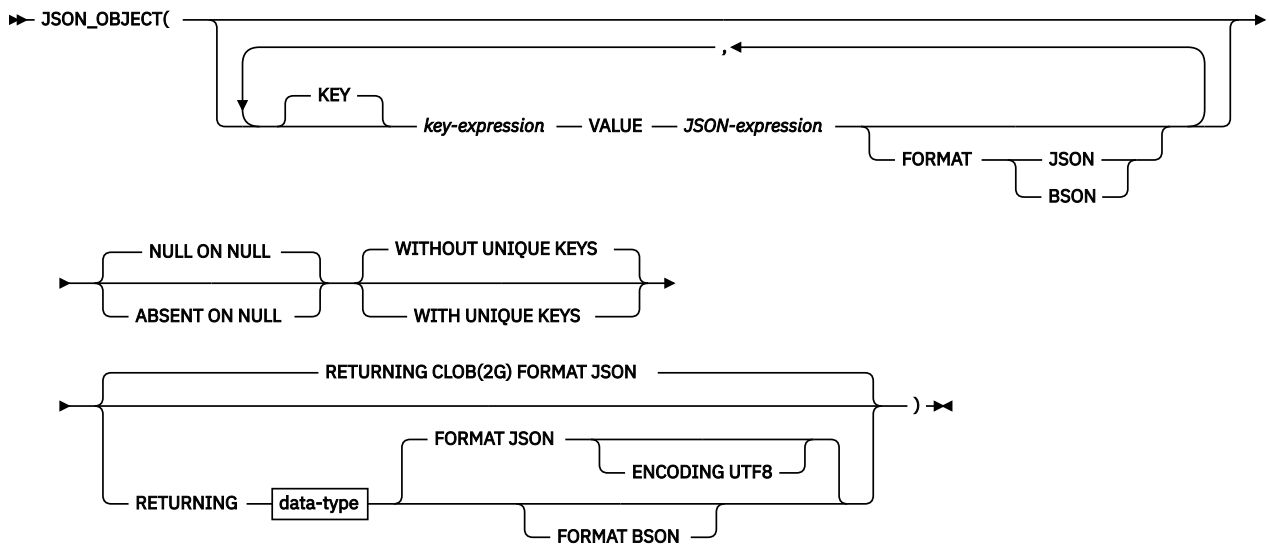 JSON_OBJECT(
,
KEY
key-expression VALUE JSON-expression
FORMAT JSON
BSON
NULL ON NULL WITHOUT UNIQUE KEYS
ABSENT ON NULL WITH UNIQUE KEYS
RETURNING CLOB(2G) FORMAT JSON
)
FORMAT JSON
ENCODING UTF8
RETURNING data-type
FORMAT BSON